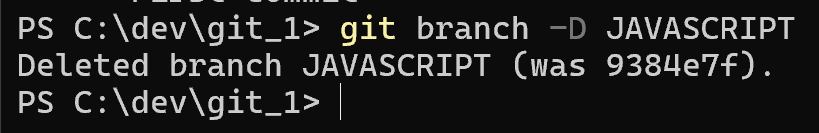 PS C:\dev\git_1> git branch -D JAVASCRIPT
Deleted branch JAVASCRIPT (was 9384e7f).
PS C:\dev\git_1>